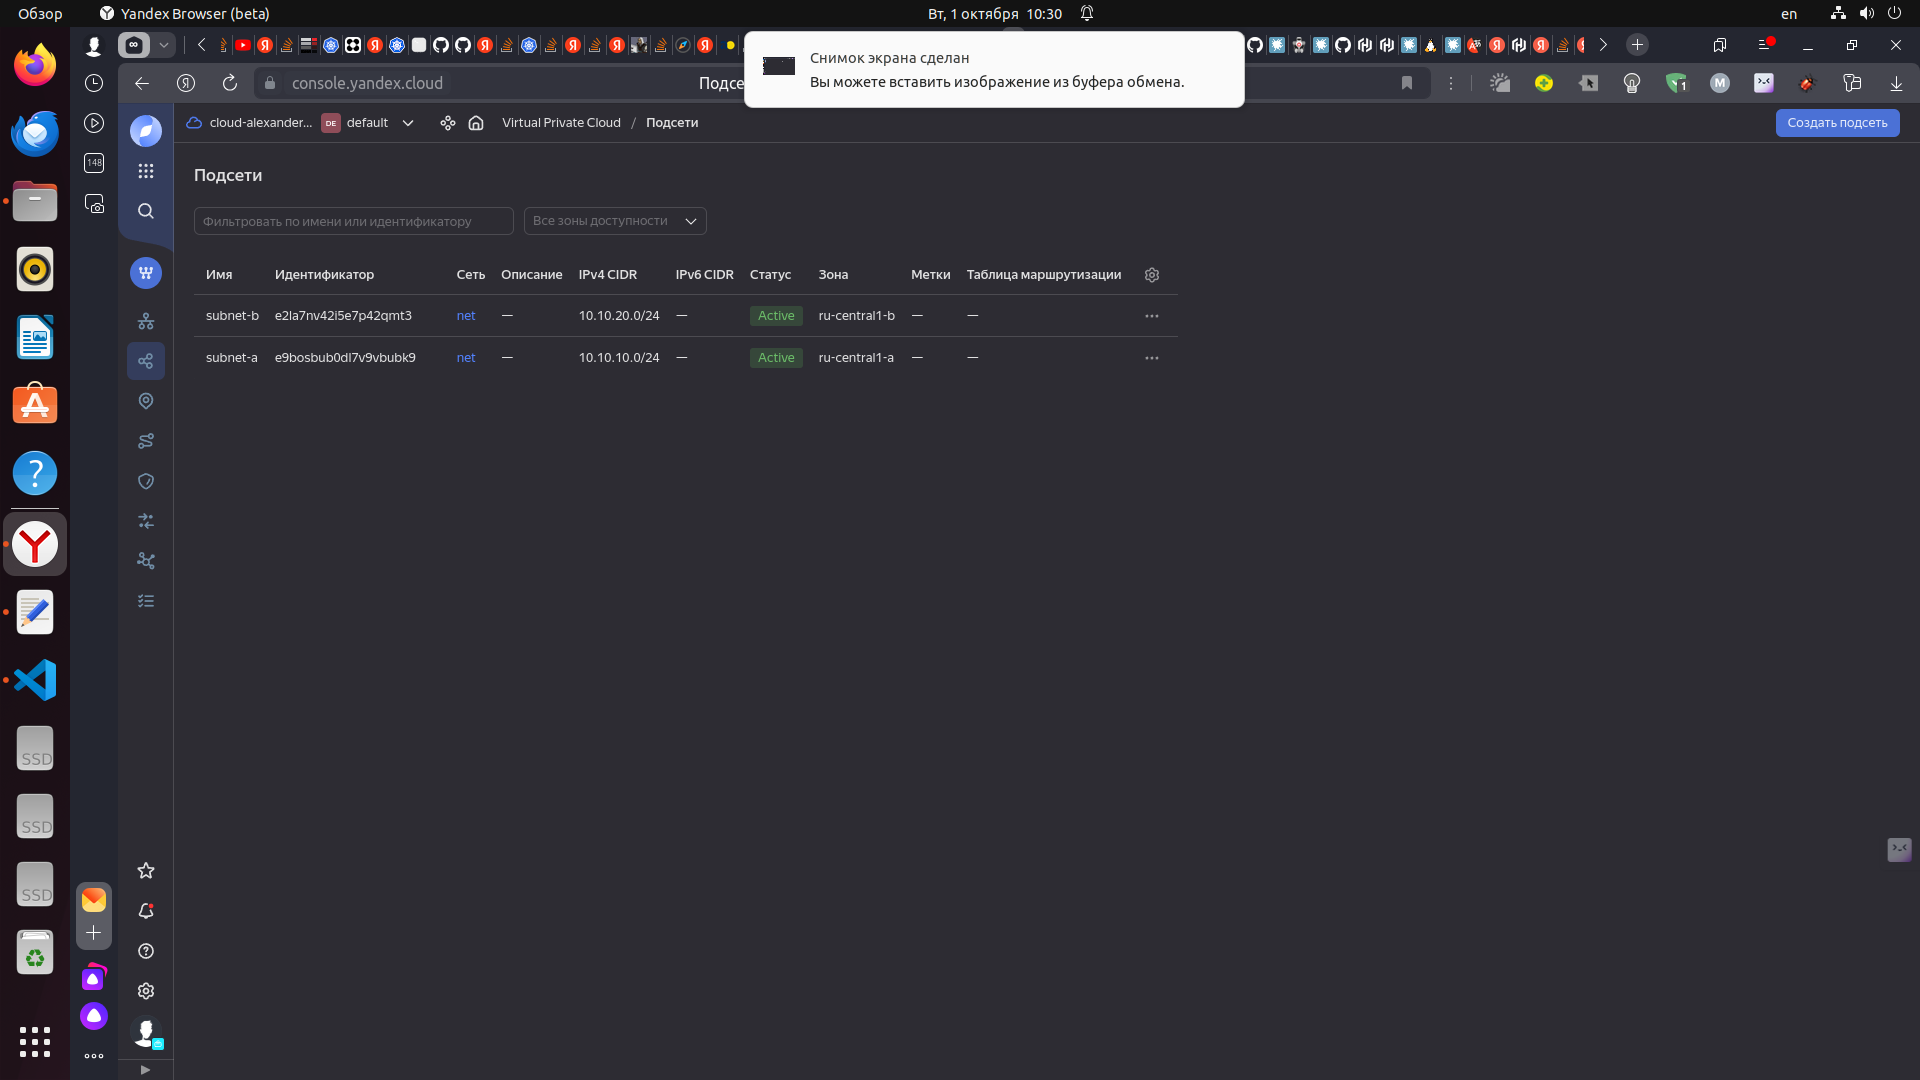 Обзор
Yandex Browser (beta)
Вт, 1 октября 10:30
en
Снимок экрана сделан
Вы можете вставить изображение из буфера обмена.
console.yandex.cloud
Подсе
1
M
148
cloud-alexander...
DE
default
Virtual Private Cloud / Подсети
Создать подсеть
Подсети
Фильтровать по имени или идентификатору
Все зоны доступности
Имя Идентификатор Сеть Описание IPv4 CIDR IPv6 CIDR Статус Зона Метки Таблица маршрутизации
subnet-b e2la7nv42i5e7p42qmt3 net — 10.10.20.0/24 — Active ru-central1-b — —
subnet-a e9bosbub0dl7v9vbubk9 net — 10.10.10.0/24 — Active ru-central1-a — —
SSD
SSD
SSD